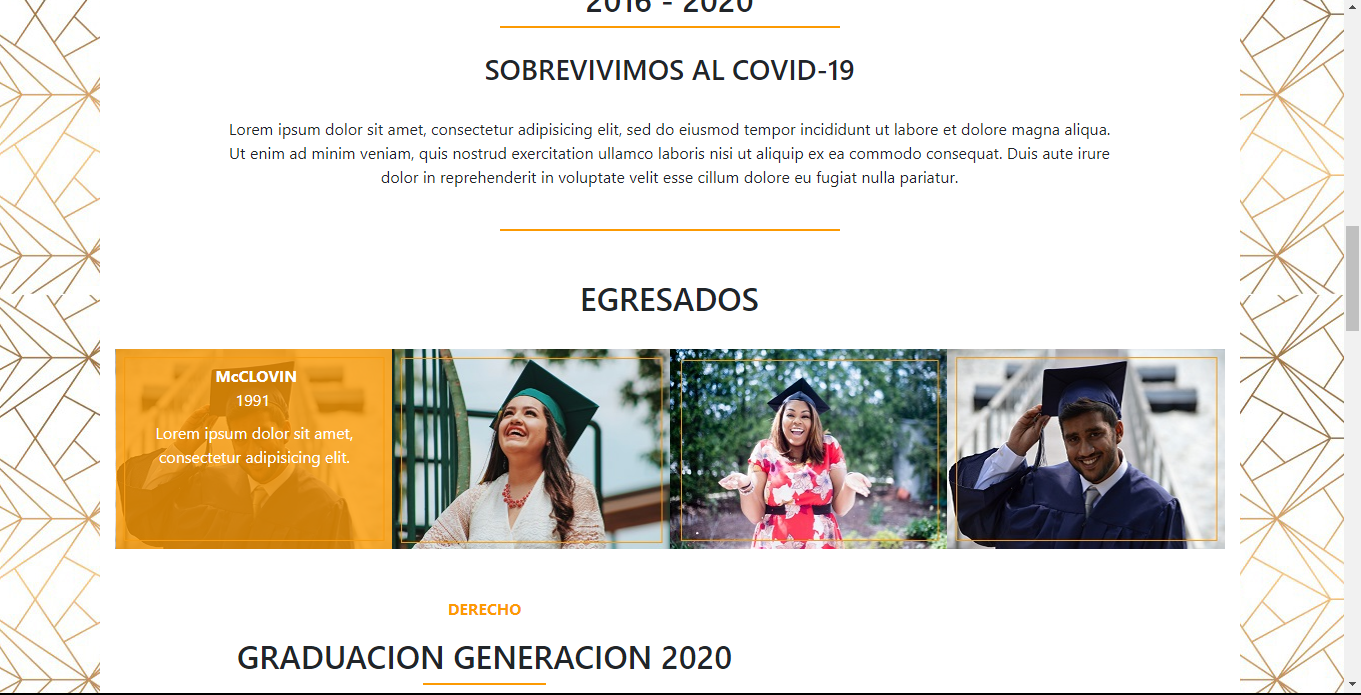 2016 - 2020
SOBREVIVIMOS AL COVID-19
Lorem ipsum dolor sit amet, consectetur adipisicing elit, sed do eiusmod tempor incididunt ut labore et dolore magna aliqua.
Ut enim ad minim veniam, quis nostrud exercitation ullamco laboris nisi ut aliquip ex ea commodo consequat. Duis aute irure
dolor in reprehenderit in voluptate velit esse cillum dolore eu fugiat nulla pariatur.
EGRESADOS
McCLOVIN
1991
Lorem ipsum dolor sit amet,
consectetur adipisicing elit.
DERECHO
GRADUACION GENERACION 2020